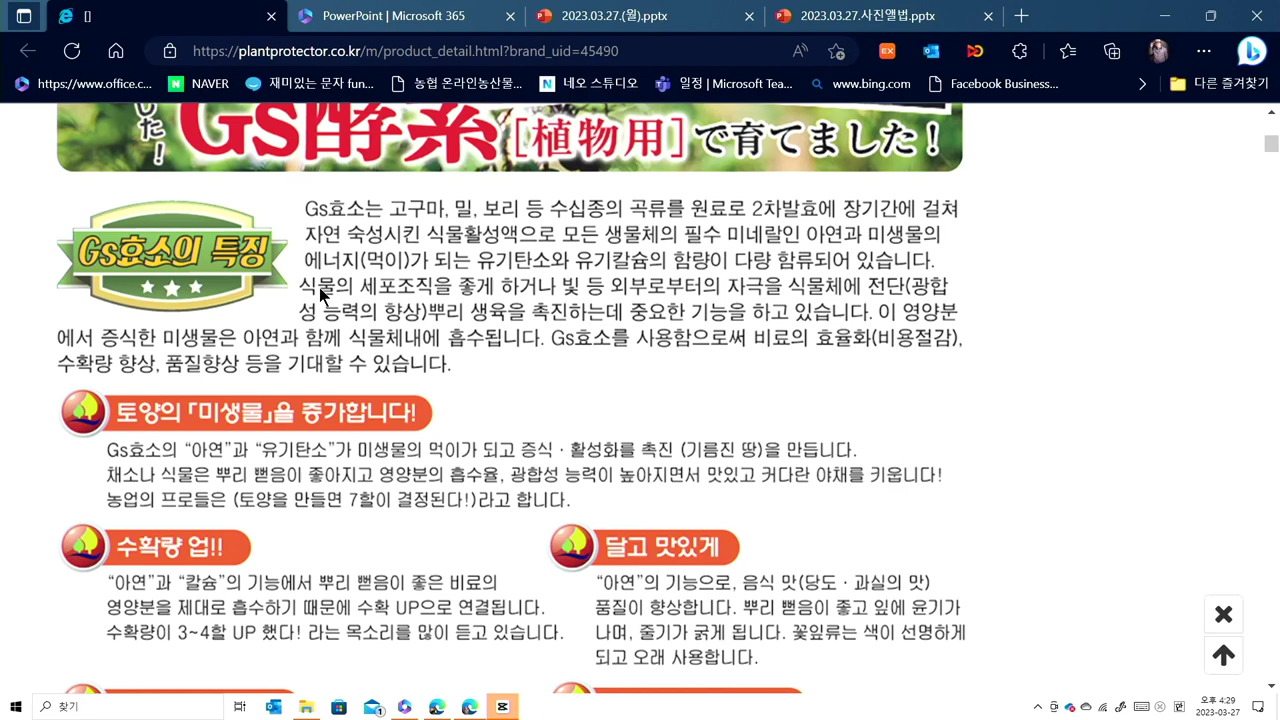 []
PowerPoint | Microsoft 365
2023.03.27.(월).pptx
2023.03.27.사진앨법.pptx
https://plantprotector.co.kr/m/product_detail.html?brand_uid=45490
https://www.office.c...
NAVER
재미있는 문자 fun...
농협 온라인농산물...
네오 스튜디오
일정 | Microsoft Tea...
www.bing.com
Facebook Business...
다른 즐겨찾기
した!
Gs酵素[植物用]で育てました!
Gs효소의 특징
Gs효소는 고구마, 밀, 보리 등 수십종의 곡류를 원료로 2차발효에 장기간에 걸쳐
자연 숙성시킨 식물활성액으로 모든 생물체의 필수 미네랄인 아연과 미생물의
에너지(먹이)가 되는 유기탄소와 유기칼슘의 함량이 다량 함류되어 있습니다.
식물의 세포조직을 좋게 하거나 빛 등 외부로부터의 자극을 식물체에 전단(광합
성 능력의 향상)뿌리 생육을 촉진하는데 중요한 기능을 하고 있습니다. 이 영양분
에서 증식한 미생물은 아연과 함께 식물체내에 흡수됩니다. Gs효소를 사용함으로써 비료의 효율화(비용절감),
수확량 향상, 품질향상 등을 기대할 수 있습니다.
토양의 「미생물」을 증가합니다!
Gs효소의 “아연”과 “유기탄소”가 미생물의 먹이가 되고 증식 · 활성화를 촉진 (기름진 땅)을 만듭니다.
채소나 식물은 뿌리 뻗음이 좋아지고 영양분의 흡수율, 광합성 능력이 높아지면서 맛있고 커다란 야채를 키웁니다!
농업의 프로들은 (토양을 만들면 7할이 결정된다!)라고 합니다.
수확량 업!!
“아연”과 “칼슘”의 기능에서 뿌리 뻗음이 좋은 비료의
영양분을 제대로 흡수하기 때문에 수확 UP으로 연결됩니다.
수확량이 3~4할 UP 했다! 라는 목소리를 많이 듣고 있습니다.
달고 맛있게
“아연”의 기능으로, 음식 맛(당도 · 과실의 맛)
품질이 향상합니다. 뿌리 뻗음이 좋고 잎에 윤기가
나며, 줄기가 굵게 됩니다. 꽃잎류는 색이 선명하게
되고 오래 사용합니다.
찾기
오후 4:29
2023-03-27